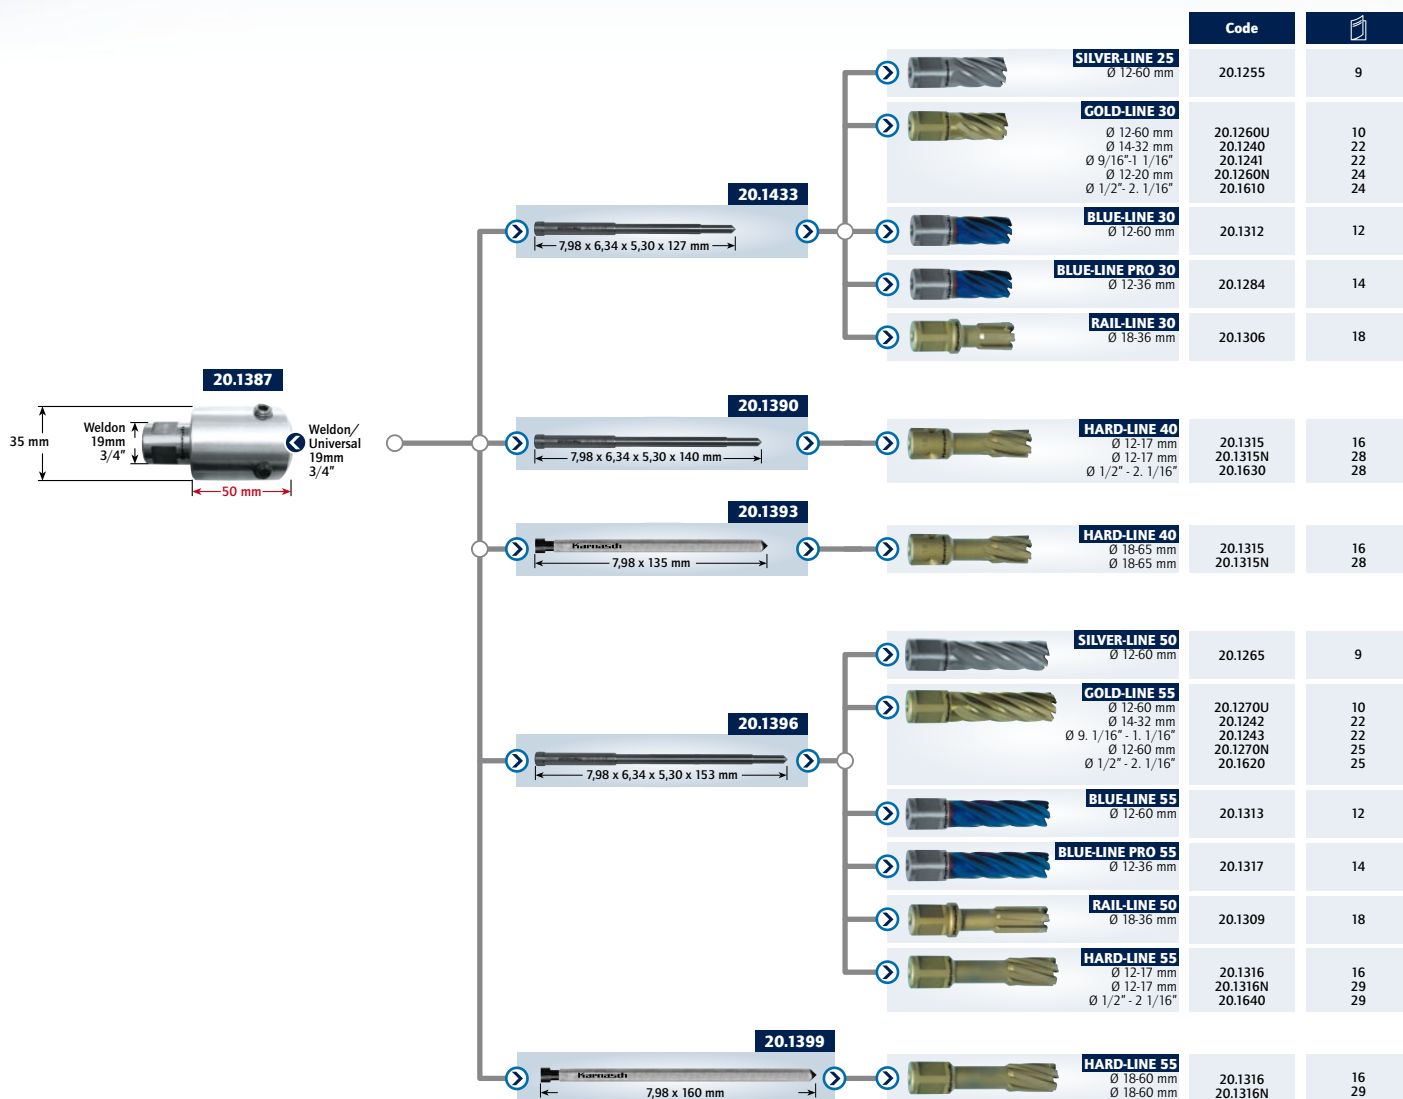 Code
SILVER-LINE 25
Ø 12-60 mm 20.1255 9
GOLD-LINE 30
Ø 12-60 mm 20.1260U 10
Ø 14-32 mm 20.1240 22
Ø 9/16"-1 1/16" 20.1241 22
Ø 12-20 mm 20.1260N 24
Ø 1/2"- 2. 1/16" 20.1610 24
20.1433
7,98 x 6,34 x 5,30 x 127 mm
BLUE-LINE 30
Ø 12-60 mm 20.1312 12
BLUE-LINE PRO 30
Ø 12-36 mm 20.1284 14
RAIL-LINE 30
Ø 18-36 mm 20.1306 18
20.1387
35 mm
Weldon
19mm
3/4"
Weldon/
Universal
19mm
3/4"
50 mm
20.1390
7,98 x 6,34 x 5,30 x 140 mm
HARD-LINE 40
Ø 12-17 mm 20.1315 16
Ø 12-17 mm 20.1315N 28
Ø 1/2" - 2. 1/16" 20.1630 28
20.1393
Karnasch
7,98 x 135 mm
HARD-LINE 40
Ø 18-65 mm 20.1315 16
Ø 18-65 mm 20.1315N 28
SILVER-LINE 50
Ø 12-60 mm 20.1265 9
GOLD-LINE 55
Ø 12-60 mm 20.1270U 10
Ø 14-32 mm 20.1242 22
Ø 9. 1/16" - 1. 1/16" 20.1243 22
Ø 12-60 mm 20.1270N 25
Ø 1/2" - 2. 1/16" 20.1620 25
20.1396
7,98 x 6,34 x 5,30 x 153 mm
BLUE-LINE 55
Ø 12-60 mm 20.1313 12
BLUE-LINE PRO 55
Ø 12-36 mm 20.1317 14
RAIL-LINE 50
Ø 18-36 mm 20.1309 18
HARD-LINE 55
Ø 12-17 mm 20.1316 16
Ø 12-17 mm 20.1316N 29
Ø 1/2" - 2 1/16" 20.1640 29
20.1399
Karnasch
7,98 x 160 mm
HARD-LINE 55
Ø 18-60 mm 20.1316 16
Ø 18-60 mm 20.1316N 29